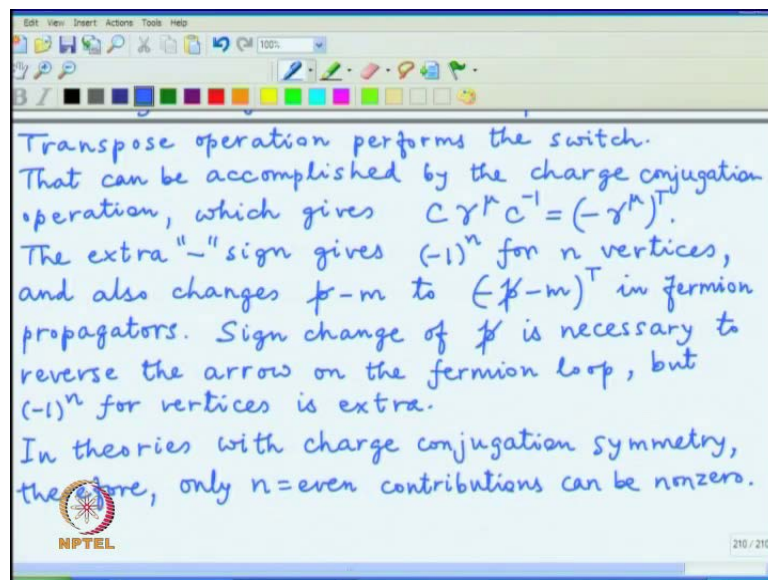 Edit View Insert Actions Tools Help
100%
B I
Transpose operation performs the switch.
That can be accomplished by the charge conjugation
operation, which gives C γ^μ C^{-1} = (-γ^μ)^T.
The extra "-" sign gives (-1)^n for n vertices,
and also changes p̸-m to (-p̸-m)^T in fermion
propagators. Sign change of p̸ is necessary to
reverse the arrow on the fermion loop, but
(-1)^n for vertices is extra.
In theories with charge conjugation symmetry,
therefore, only n=even contributions can be nonzero.
NPTEL
210 / 210